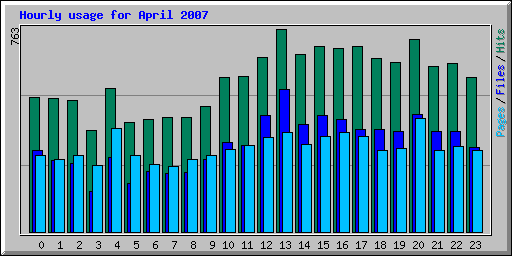 Hourly usage for April 2007
763
Pages / Files / Hits
0 1 2 3 4 5 6 7 8 9 10 11 12 13 14 15 16 17 18 19 20 21 22 23